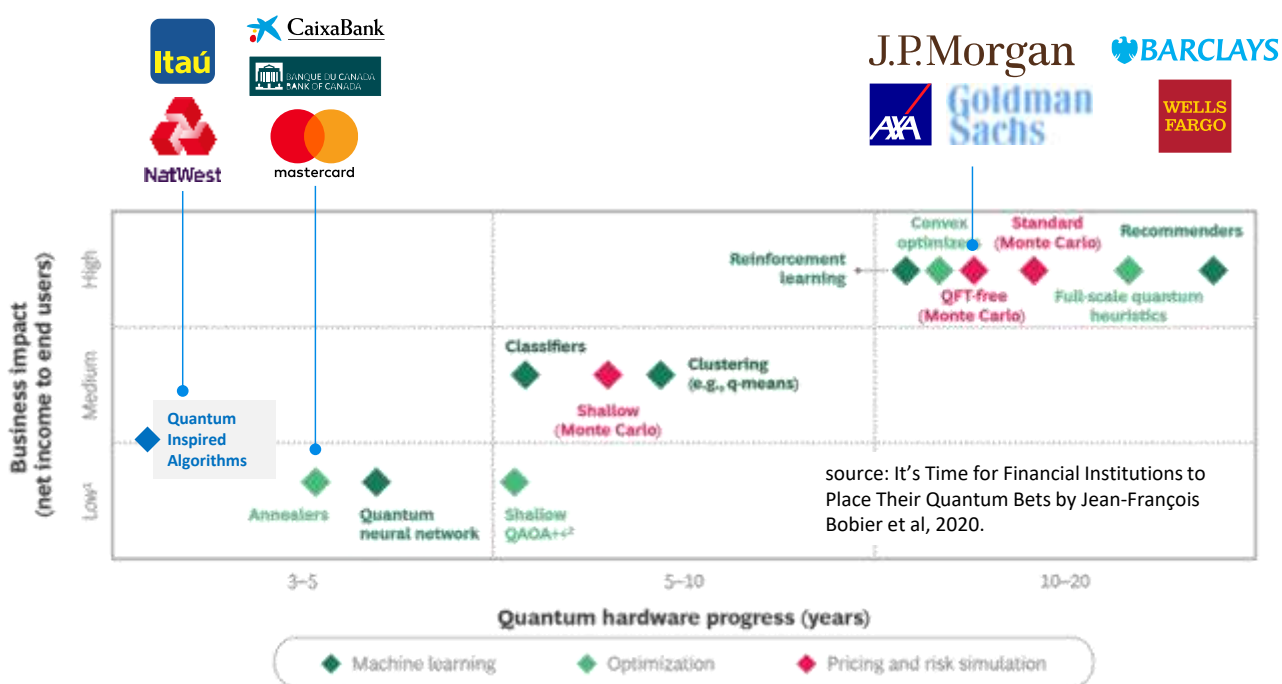 Itaú
CaixaBank
BANQUE DU CANADA
BANK OF CANADA
NatWest
mastercard
J.P.Morgan
BARCLAYS
AXA
Goldman
Sachs
WELLS
FARGO
Business impact
(net income to end users)
High
Medium
Low¹
Convex
optimizers
Standard
(Monte Carlo)
Recommenders
Reinforcement
learning
QFT-free
(Monte Carlo)
Full-scale quantum
heuristics
Classifiers
Clustering
(e.g., q-means)
Shallow
(Monte Carlo)
Quantum
Inspired
Algorithms
Annealers
Quantum
neural network
Shallow
QAOA++²
source: It's Time for Financial Institutions to
Place Their Quantum Bets by Jean-François
Bobier et al, 2020.
3–5
5–10
10–20
Quantum hardware progress (years)
Machine learning
Optimization
Pricing and risk simulation